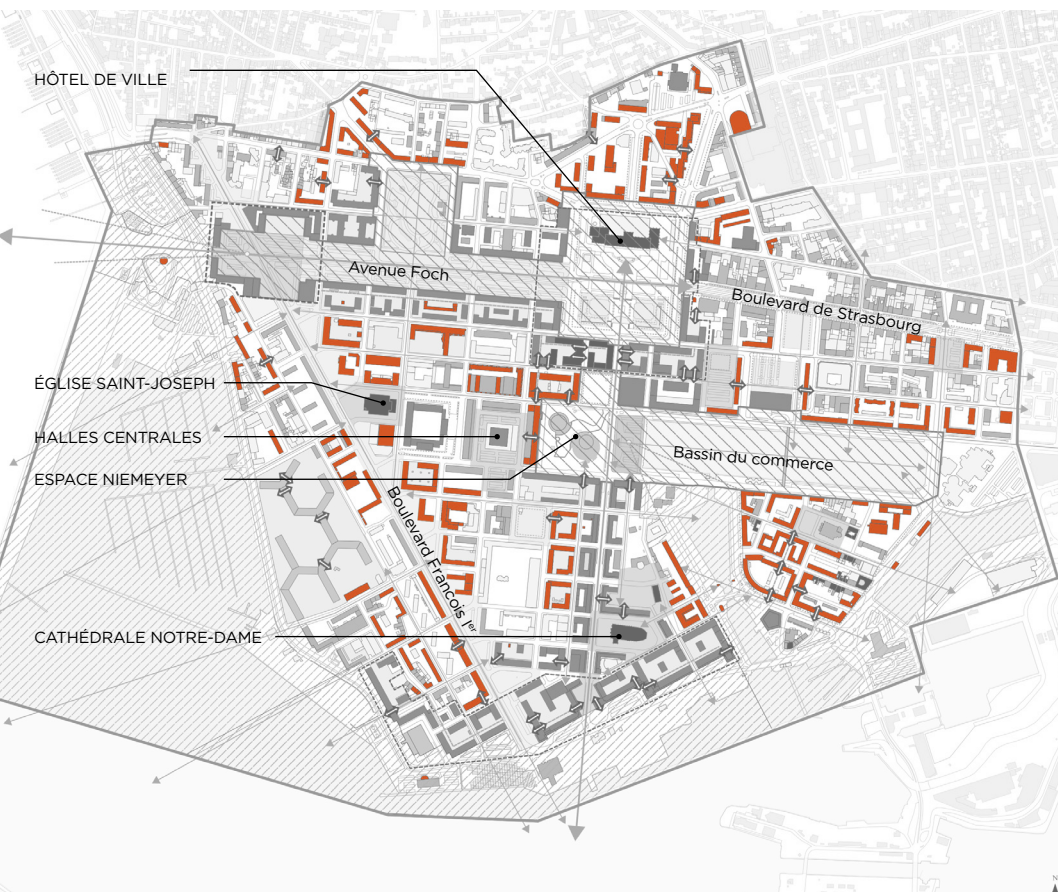 HÔTEL DE VILLE
Avenue Foch
Boulevard de Strasbourg
ÉGLISE SAINT-JOSEPH
HALLES CENTRALES
Bassin du commerce
ESPACE NIEMEYER
Boulevard François Iᵉʳ
CATHÉDRALE NOTRE-DAME
N